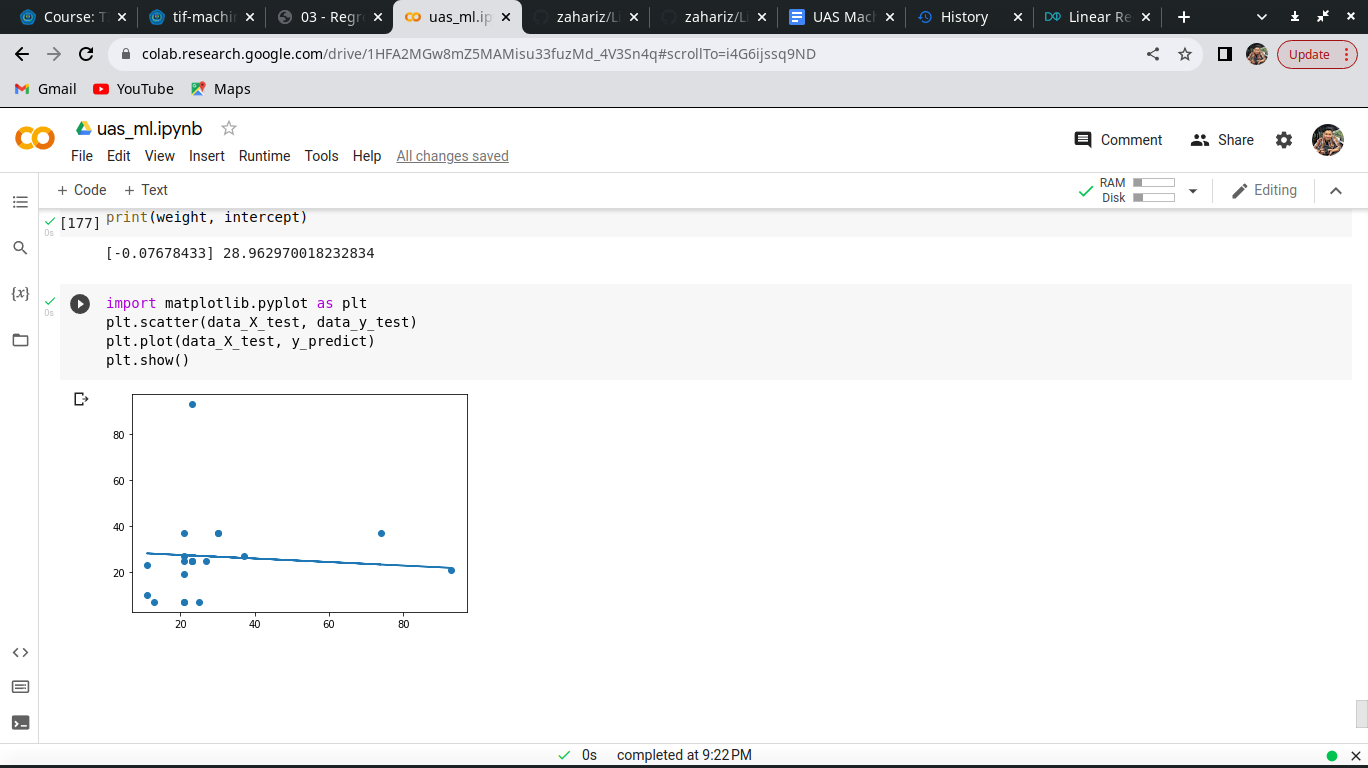 Course: T
tif-machi
03 - Regr
uas_ml.ip
zahariz/Li
zahariz/Li
UAS Mac
History
Linear Re
colab.research.google.com/drive/1HFA2MGw8mZ5MAMisu33fuzMd_4V3Sn4q#scrollTo=i4G6ijssq9ND
Update
Gmail
YouTube
Maps
uas_ml.ipynb
File Edit View Insert Runtime Tools Help All changes saved
Comment
Share
+ Code + Text
RAM
Disk
Editing
[177] print(weight, intercept)
0s
[-0.07678433] 28.962970018232834
0s
import matplotlib.pyplot as plt
plt.scatter(data_X_test, data_y_test)
plt.plot(data_X_test, y_predict)
plt.show()
80
60
40
20
20 40 60 80
{x}
0s completed at 9:22 PM